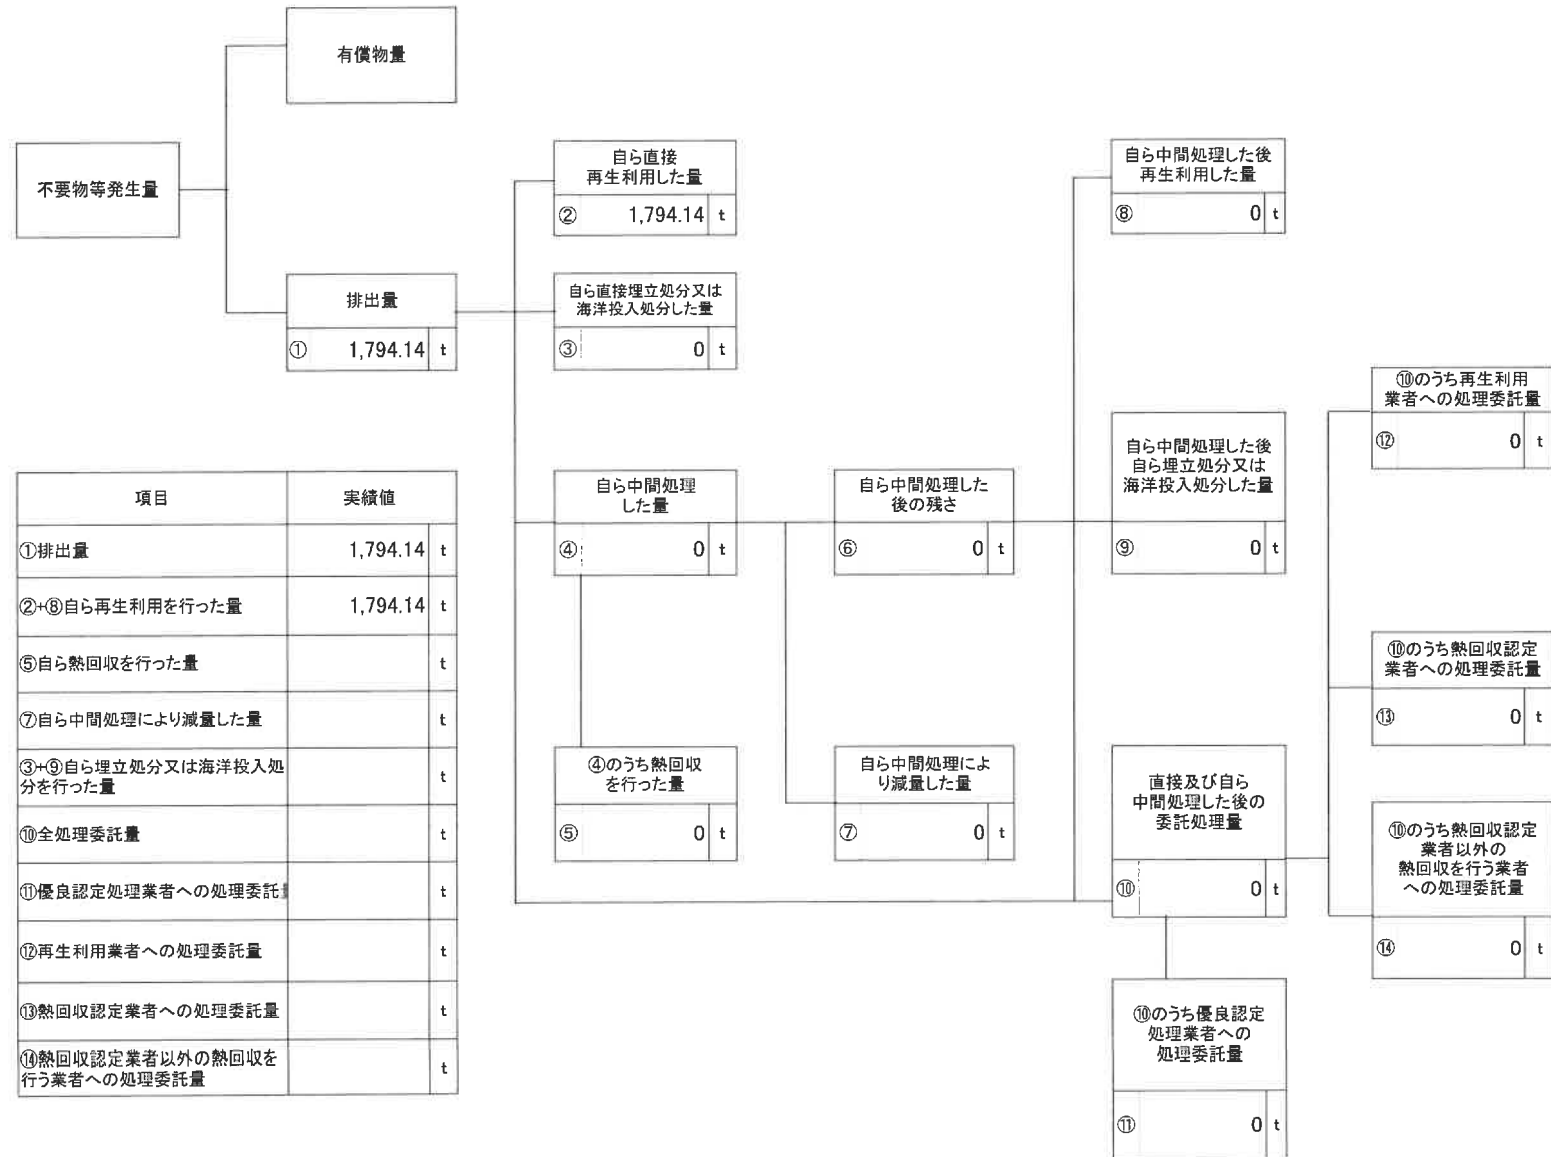 有償物量
不要物等発生量
排出量
① 1,794.14 t
自ら直接
再生利用した量
② 1,794.14 t
自ら直接埋立処分又は
海洋投入処分した量
③ 0 t
自ら中間処理
した量
④ 0 t
④のうち熱回収
を行った量
⑤ 0 t
自ら中間処理した
後の残さ
⑥ 0 t
自ら中間処理によ
り減量した量
⑦ 0 t
自ら中間処理した後
再生利用した量
⑧ 0 t
自ら中間処理した後
自ら埋立処分又は
海洋投入処分した量
⑨ 0 t
直接及び自ら
中間処理した後の
委託処理量
⑩ 0 t
⑩のうち優良認定
処理業者への
処理委託量
⑪ 0 t
⑩のうち再生利用
業者への処理委託量
⑫ 0 t
⑩のうち熱回収認定
業者への処理委託量
⑬ 0 t
⑩のうち熱回収認定
業者以外の
熱回収を行う業者
への処理委託量
⑭ 0 t
項目 実績値
①排出量 1,794.14 t
②+⑧自ら再生利用を行った量 1,794.14 t
⑤自ら熱回収を行った量 t
⑦自ら中間処理により減量した量 t
③+⑨自ら埋立処分又は海洋投入処
分を行った量 t
⑩全処理委託量 t
⑪優良認定処理業者への処理委託量 t
⑫再生利用業者への処理委託量 t
⑬熱回収認定業者への処理委託量 t
⑭熱回収認定業者以外の熱回収を
行う業者への処理委託量 t